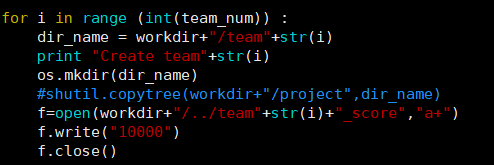 for i in range (int(team_num)) :
    dir_name = workdir+"/team"+str(i)
    print "Create team"+str(i)
    os.mkdir(dir_name)
    #shutil.copytree(workdir+"/project",dir_name)
    f=open(workdir+"/../team"+str(i)+"_score","a+")
    f.write("10000")
    f.close()